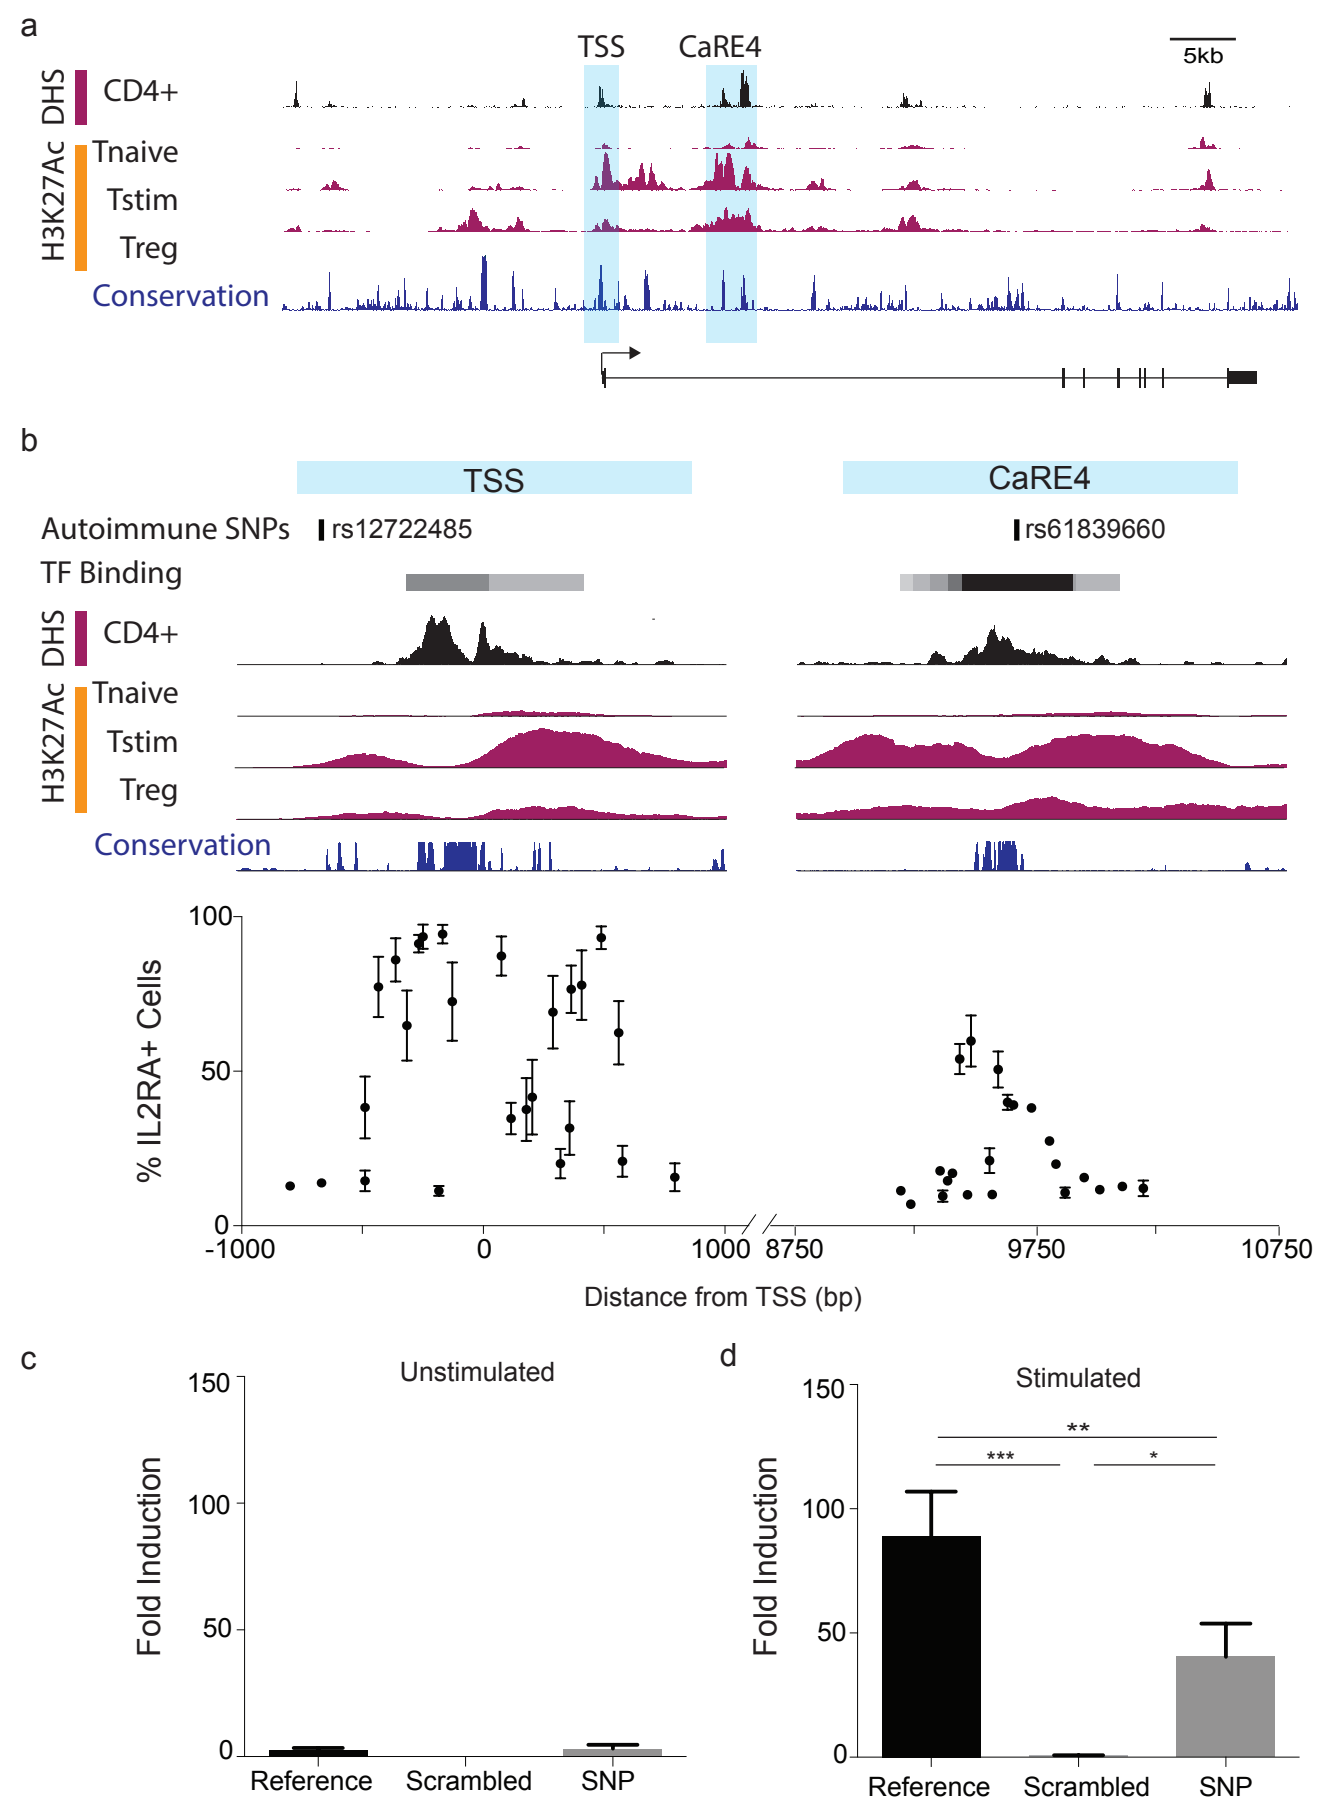 a
TSS CaRE4
5kb
DHS
CD4+
H3K27Ac
Tnaive
Tstim
Treg
Conservation
b
TSS CaRE4
Autoimmune SNPs rs12722485 rs61839660
TF Binding
DHS
CD4+
H3K27Ac
Tnaive
Tstim
Treg
Conservation
% IL2RA+ Cells
100
50
0
-1000 0 1000 8750 9750 10750
Distance from TSS (bp)
c
Unstimulated
Fold Induction
150
100
50
0
Reference Scrambled SNP
d
Stimulated
Fold Induction
150
100
50
0
**
*** *
Reference Scrambled SNP